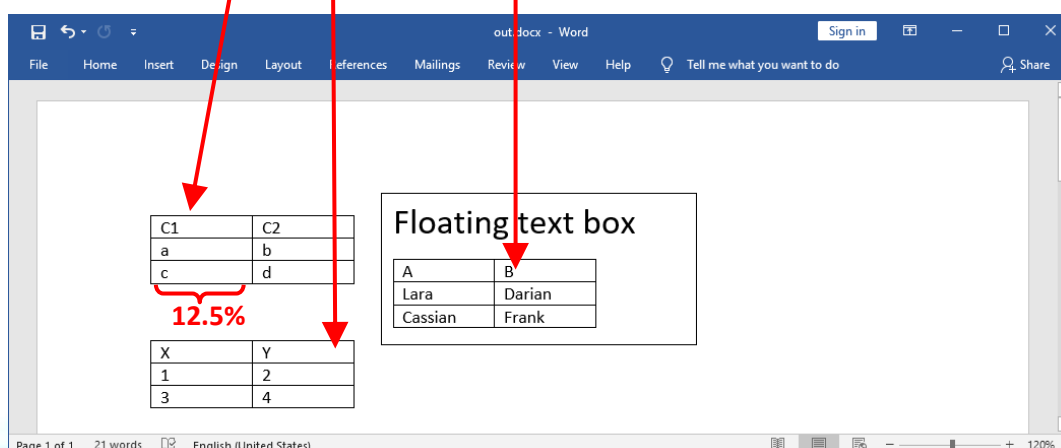 out.docx - Word
Sign in
File Home Insert Design Layout References Mailings Review View Help Tell me what you want to do Share
C1 C2
a b
c d
12.5%
X Y
1 2
3 4
Floating text box
A B
Lara Darian
Cassian Frank
Page 1 of 1 21 words English (United States) 120%